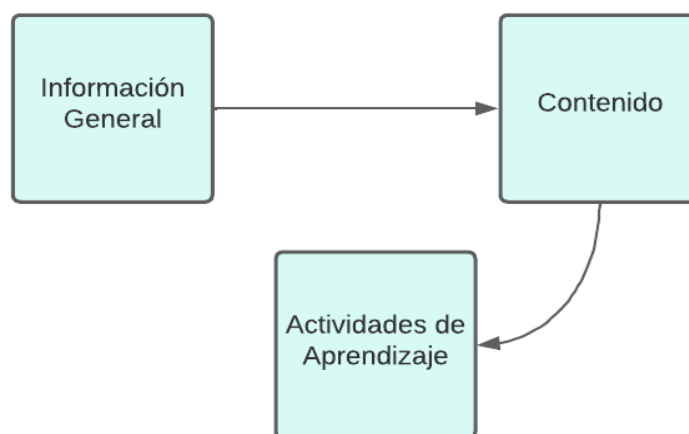 Información
General
Contenido
Actividades de
Aprendizaje